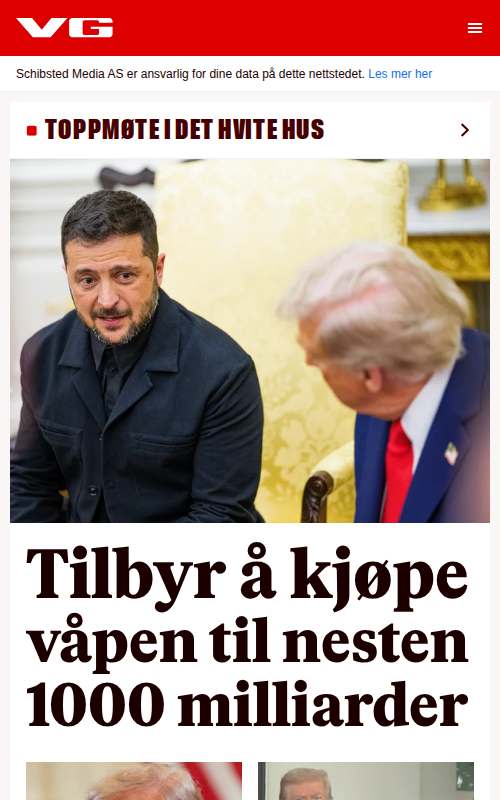 VG
Schibsted Media AS er ansvarlig for dine data på dette nettstedet. Les mer her
TOPPMØTE I DET HVITE HUS
Tilbyr å kjøpe
våpen til nesten
1000 milliarder